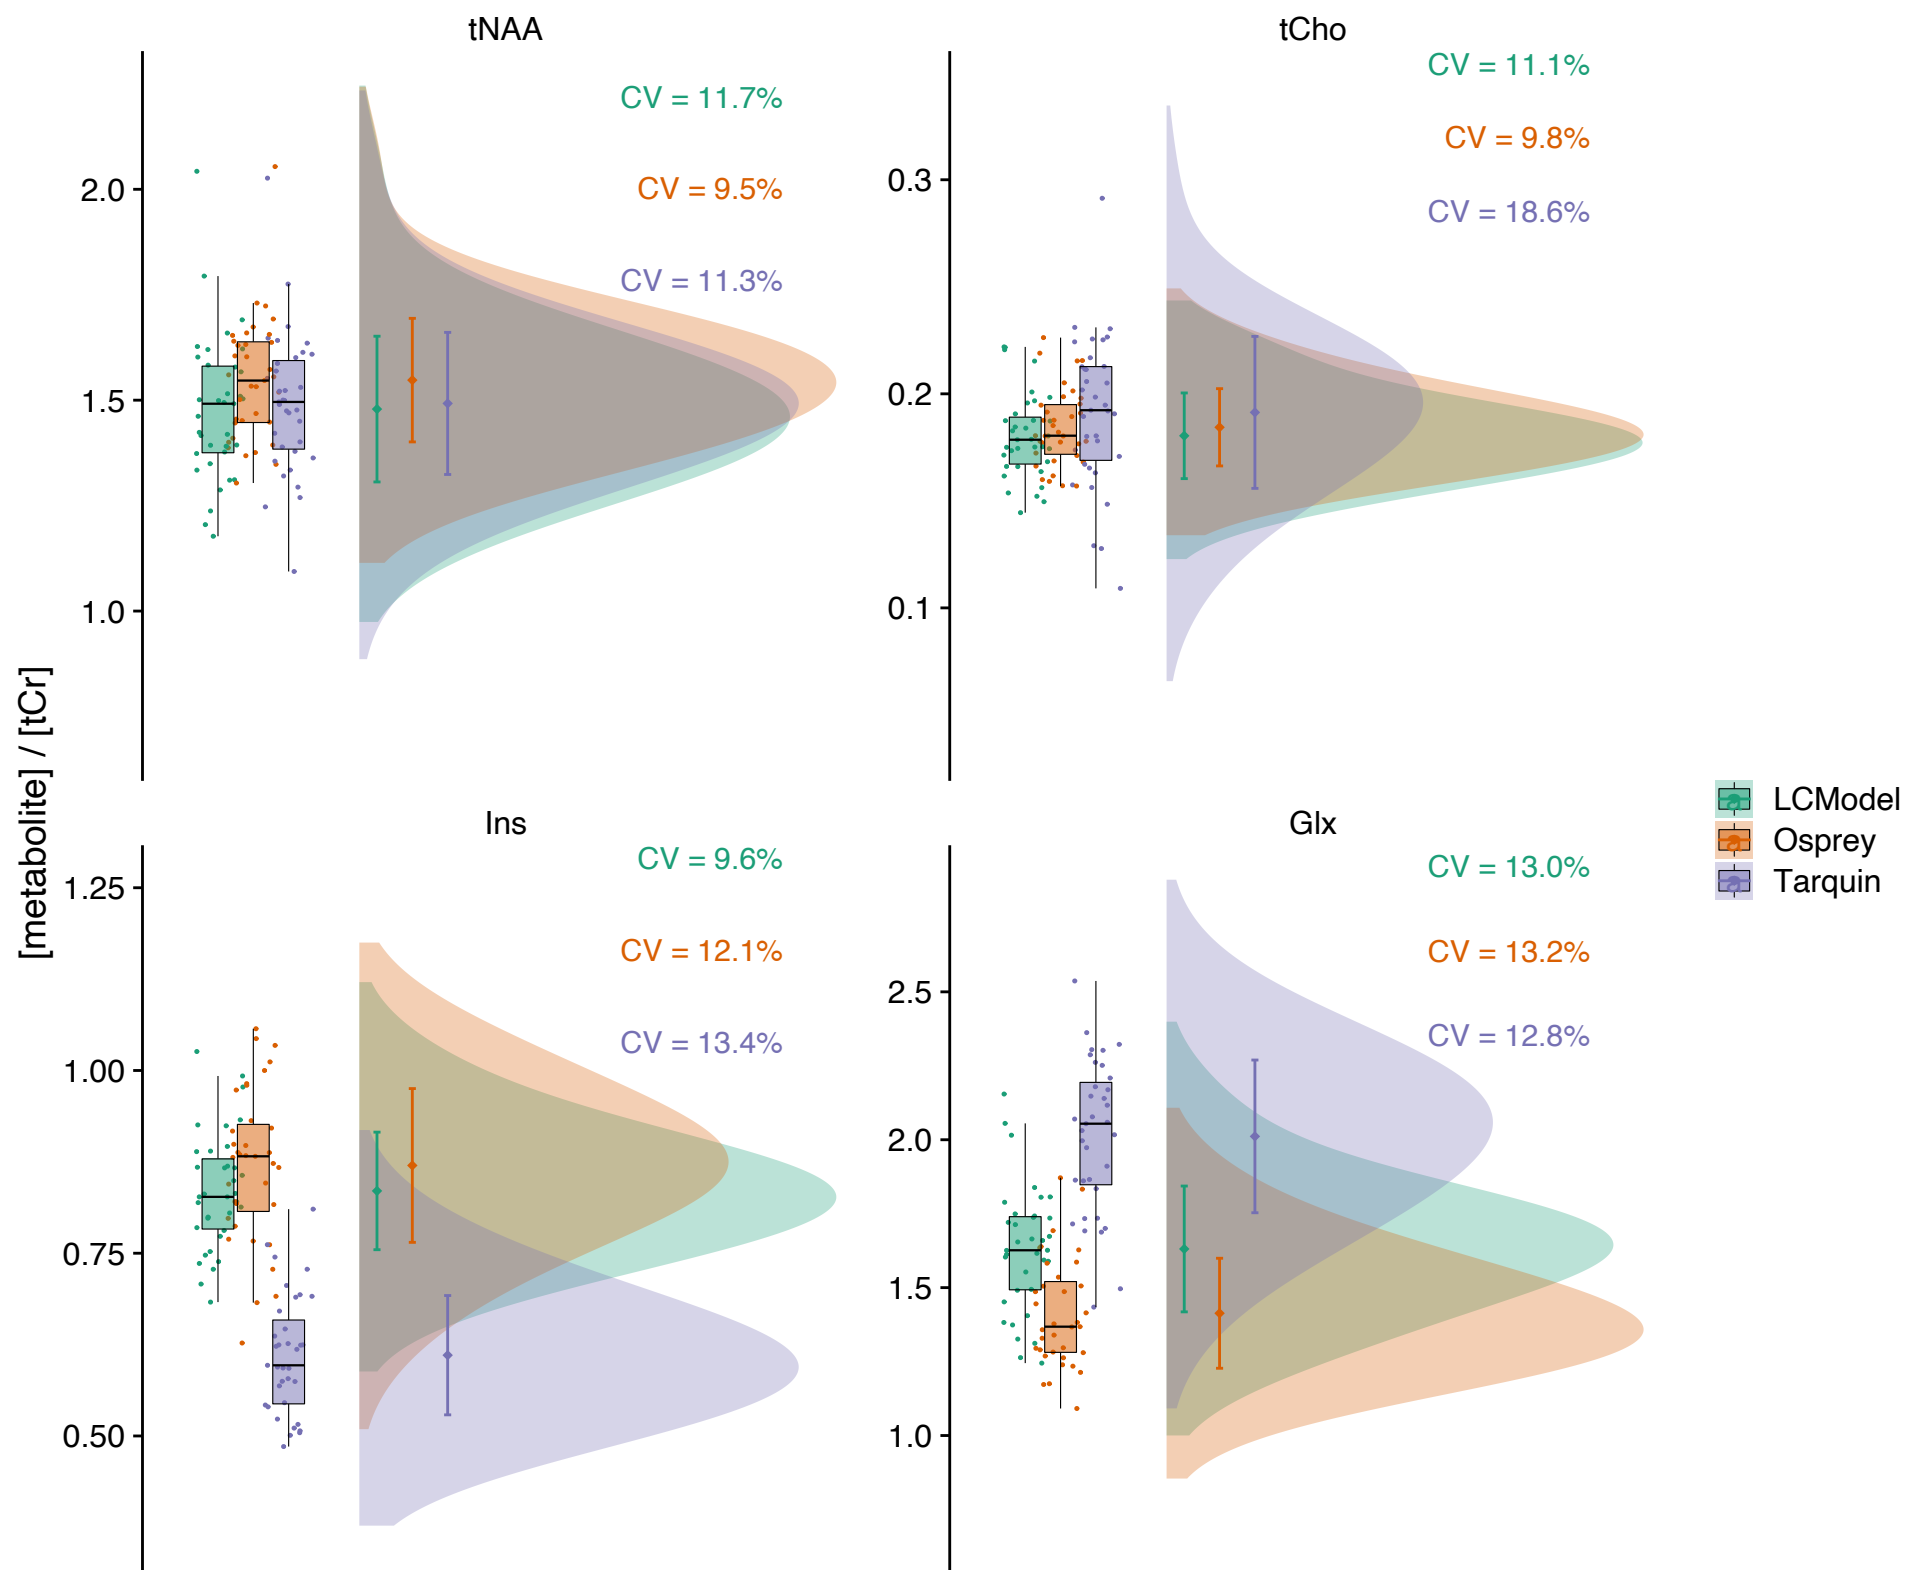 tNAA
CV = 11.7%
CV = 9.5%
CV = 11.3%
2.0
1.5
1.0
tCho
CV = 11.1%
CV = 9.8%
CV = 18.6%
0.3
0.2
0.1
[metabolite] / [tCr]
Ins
CV = 9.6%
CV = 12.1%
CV = 13.4%
1.25
1.00
0.75
0.50
Glx
CV = 13.0%
CV = 13.2%
CV = 12.8%
2.5
2.0
1.5
1.0
LCModel
Osprey
Tarquin